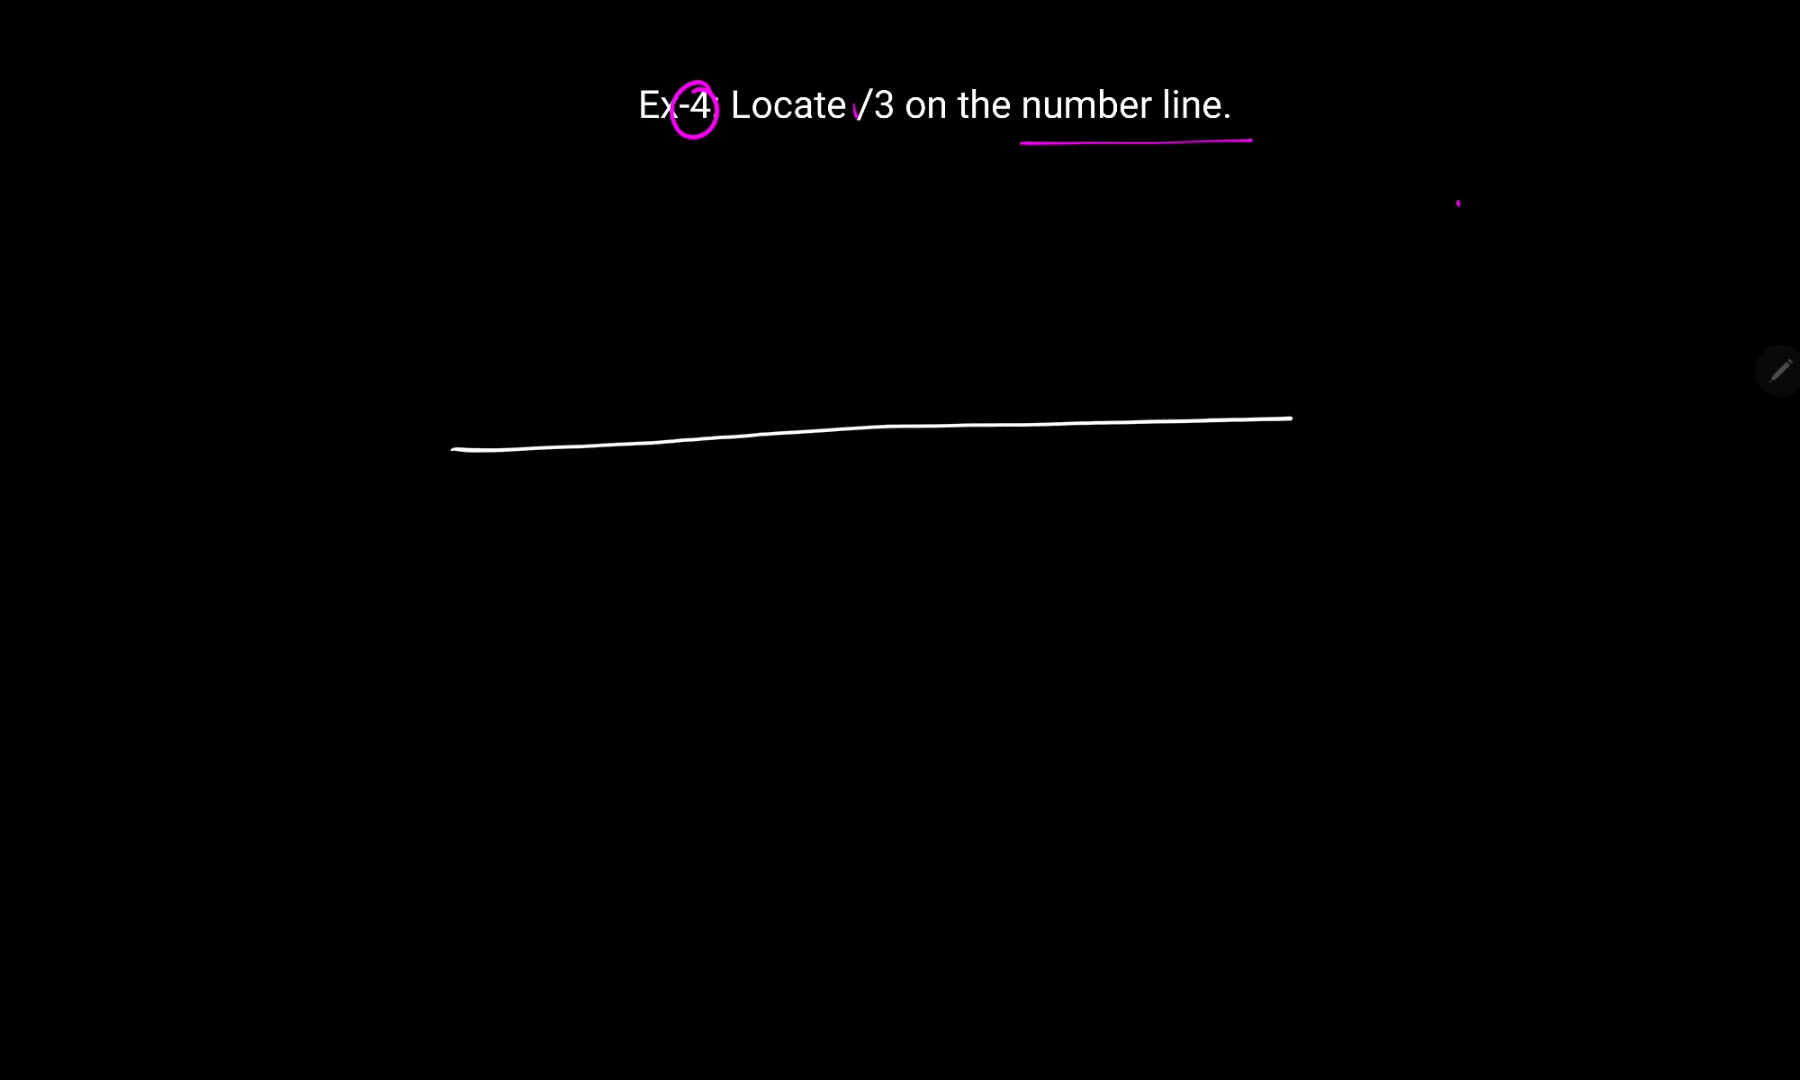 Ex-4: Locate √3 on the number line.